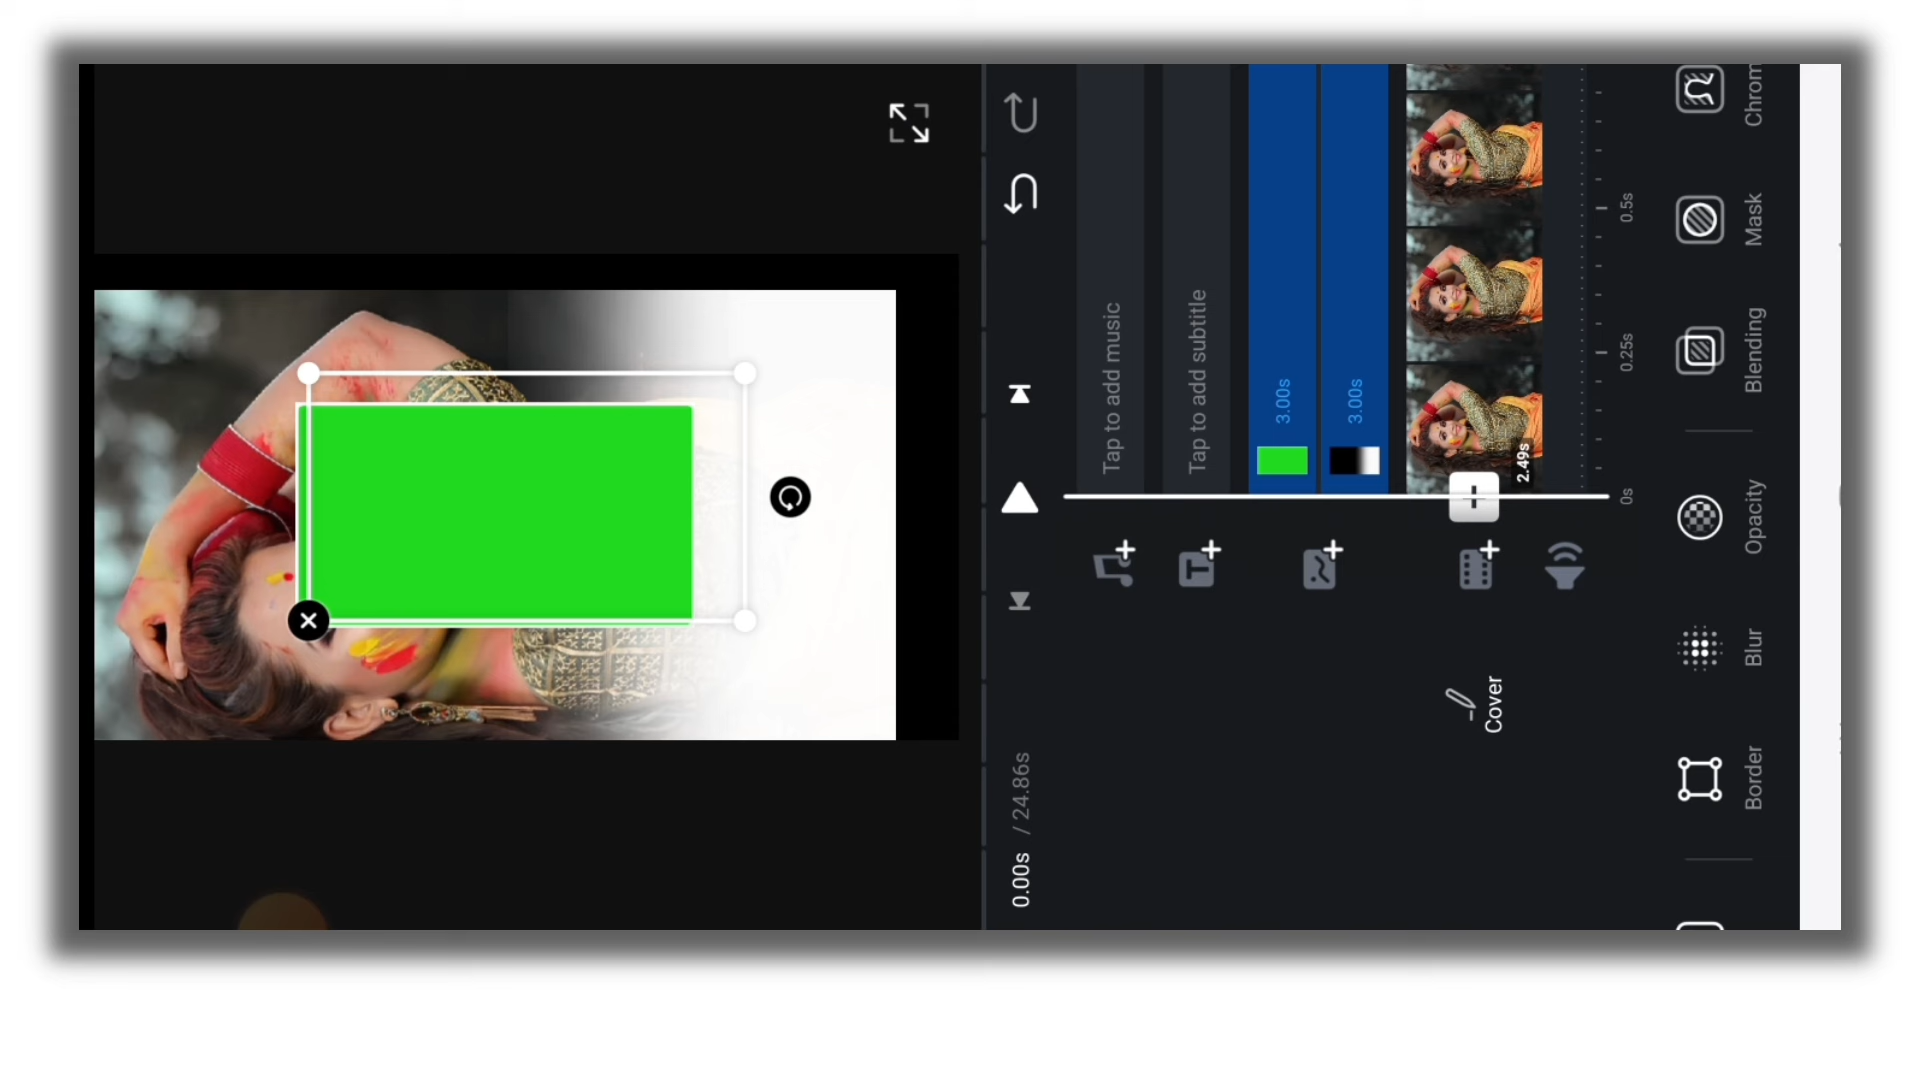 0.00s / 24.86s
Tap to add music
Tap to add subtitle
3.00s
3.00s
2.49s
Cover
0s
0.25s
0.5s
Border
Blur
Opacity
Blending
Mask
Chrom